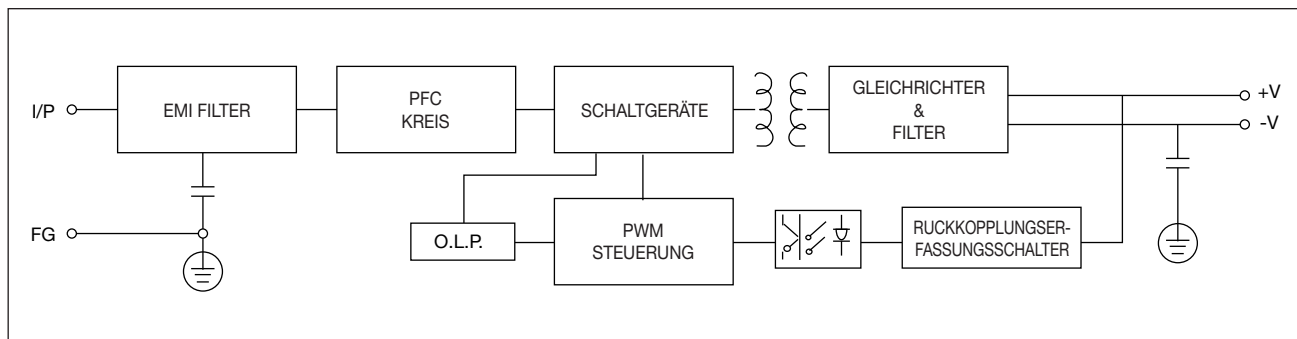 I/P
EMI FILTER
PFC
KREIS
SCHALTGERÄTE
GLEICHRICHTER
&
FILTER
+V
-V
FG
O.L.P.
PWM
STEUERUNG
RUCKKOPPLUNGSER-
FASSUNGSSCHALTER